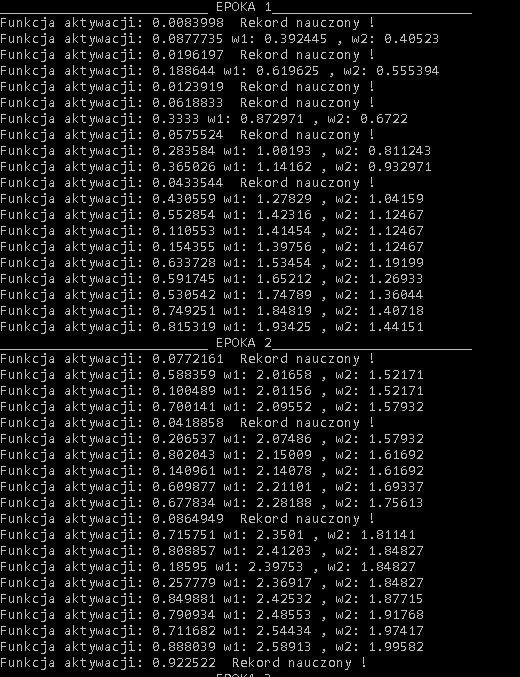 __________________________ EPOKA 1_________________________
Funkcja aktywacji: 0.0083998  Rekord nauczony !
Funkcja aktywacji: 0.0877735 w1: 0.392445 , w2: 0.40523
Funkcja aktywacji: 0.0196197  Rekord nauczony !
Funkcja aktywacji: 0.188644 w1: 0.619625 , w2: 0.555394
Funkcja aktywacji: 0.0123919  Rekord nauczony !
Funkcja aktywacji: 0.0618833  Rekord nauczony !
Funkcja aktywacji: 0.3333 w1: 0.872971 , w2: 0.6722
Funkcja aktywacji: 0.0575524  Rekord nauczony !
Funkcja aktywacji: 0.283584 w1: 1.00193 , w2: 0.811243
Funkcja aktywacji: 0.365026 w1: 1.14162 , w2: 0.932971
Funkcja aktywacji: 0.0433544  Rekord nauczony !
Funkcja aktywacji: 0.430559 w1: 1.27829 , w2: 1.04159
Funkcja aktywacji: 0.552854 w1: 1.42316 , w2: 1.12467
Funkcja aktywacji: 0.110553 w1: 1.41454 , w2: 1.12467
Funkcja aktywacji: 0.154355 w1: 1.39756 , w2: 1.12467
Funkcja aktywacji: 0.633728 w1: 1.53454 , w2: 1.19199
Funkcja aktywacji: 0.591745 w1: 1.65212 , w2: 1.26933
Funkcja aktywacji: 0.530542 w1: 1.74789 , w2: 1.36044
Funkcja aktywacji: 0.749251 w1: 1.84819 , w2: 1.40718
Funkcja aktywacji: 0.815319 w1: 1.93425 , w2: 1.44151
__________________________ EPOKA 2_________________________
Funkcja aktywacji: 0.0772161  Rekord nauczony !
Funkcja aktywacji: 0.588359 w1: 2.01658 , w2: 1.52171
Funkcja aktywacji: 0.100489 w1: 2.01156 , w2: 1.52171
Funkcja aktywacji: 0.700141 w1: 2.09552 , w2: 1.57932
Funkcja aktywacji: 0.0418858  Rekord nauczony !
Funkcja aktywacji: 0.206537 w1: 2.07486 , w2: 1.57932
Funkcja aktywacji: 0.802043 w1: 2.15009 , w2: 1.61692
Funkcja aktywacji: 0.140961 w1: 2.14078 , w2: 1.61692
Funkcja aktywacji: 0.609877 w1: 2.21101 , w2: 1.69337
Funkcja aktywacji: 0.677834 w1: 2.28188 , w2: 1.75613
Funkcja aktywacji: 0.0864949  Rekord nauczony !
Funkcja aktywacji: 0.715751 w1: 2.3501 , w2: 1.81141
Funkcja aktywacji: 0.808857 w1: 2.41203 , w2: 1.84827
Funkcja aktywacji: 0.18595 w1: 2.39753 , w2: 1.84827
Funkcja aktywacji: 0.257779 w1: 2.36917 , w2: 1.84827
Funkcja aktywacji: 0.849881 w1: 2.42532 , w2: 1.87715
Funkcja aktywacji: 0.790934 w1: 2.48553 , w2: 1.91768
Funkcja aktywacji: 0.711682 w1: 2.54434 , w2: 1.97417
Funkcja aktywacji: 0.888039 w1: 2.58913 , w2: 1.99582
Funkcja aktywacji: 0.922522  Rekord nauczony !
EPOKA 3